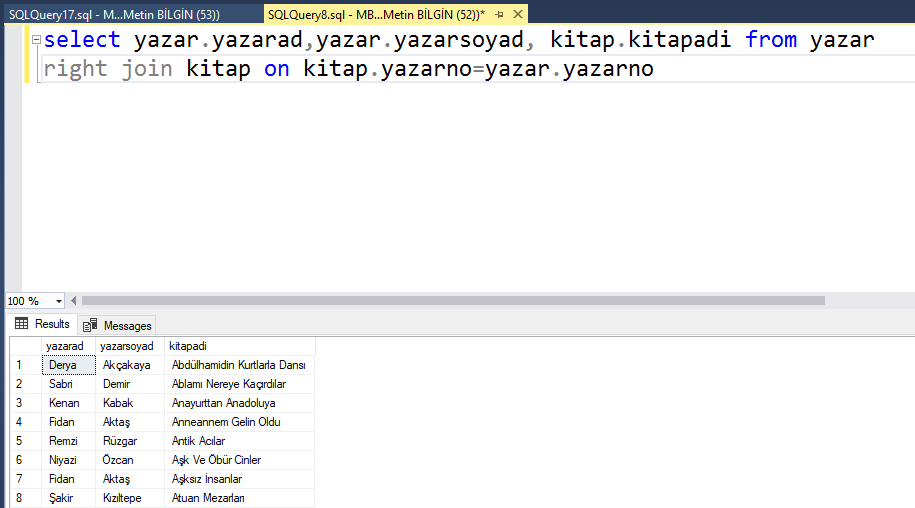 SQLQuery17.sql - M...Metin BİLGİN (53)) SQLQuery8.sql - MB...Metin BİLGİN (52))*
select yazar.yazarad,yazar.yazarsoyad, kitap.kitapadi from yazar
right join kitap on kitap.yazarno=yazar.yazarno
100 %
Results Messages
yazarad yazarsoyad kitapadi
1 Derya Akçakaya Abdülhamidin Kurtlarla Dansı
2 Sabri Demir Ablamı Nereye Kaçırdılar
3 Kenan Kabak Anayurttan Anadoluya
4 Fidan Aktaş Anneannem Gelin Oldu
5 Remzi Rüzgar Antik Acılar
6 Niyazi Özcan Aşk Ve Öbür Cinler
7 Fidan Aktaş Aşksız İnsanlar
8 Şakir Kızıltepe Atuan Mezarları